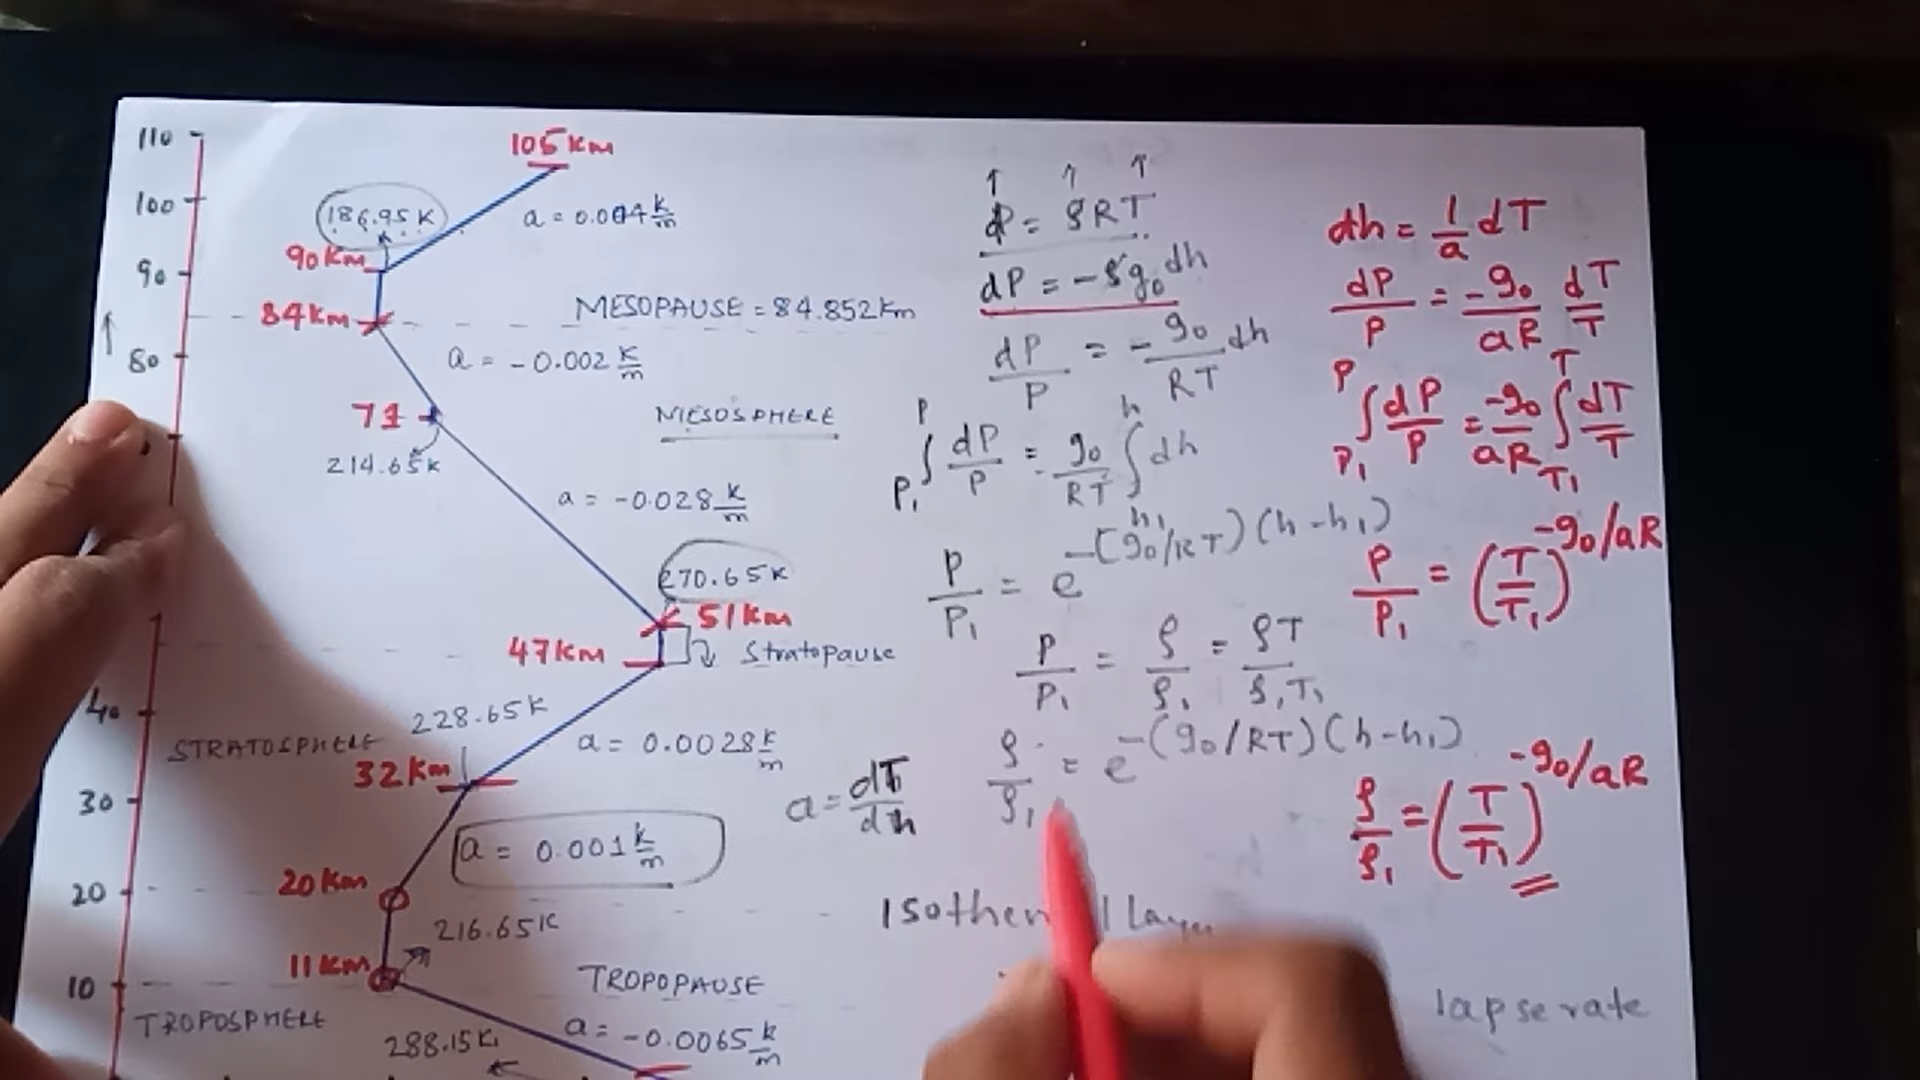 110
105 Km
100
186.95 K
a = 0.004 K/m
90 Km
90
MESOPAUSE = 84.852 Km
84 Km
80
a = -0.002 K/m
71
MESOSPHERE
214.65 K
a = -0.028 K/m
270.65 K
51 Km
47 Km
Stratopause
40
228.65 K
STRATOSPHERE
a = 0.0028 K/m
32 Km
30
a = 0.001 K/m
20 Km
20
216.65 K
11 Km
10
TROPOPAUSE
TROPOSPHERE
a = -0.0065 K/m
288.15 K
P = ρRT
dP = -ρg₀dh
dP/P = -g₀/RT dh
∫ P P₁ dP/P = g₀/RT ∫ h h₁ dh
P/P₁ = e^-(g₀/RT)(h-h₁)
P/P₁ = ρ/ρ₁ = ρT/ρ₁T₁
ρ/ρ₁ = e^-(g₀/RT)(h-h₁)
a = dT/dh
dh = 1/a dT
dP/P = -g₀/aR dT/T
∫ P P₁ dP/P = -g₀/aR ∫ T T₁ dT/T
P/P₁ = (T/T₁)^-g₀/aR
ρ/ρ₁ = (T/T₁)^-g₀/aR
lapse rate